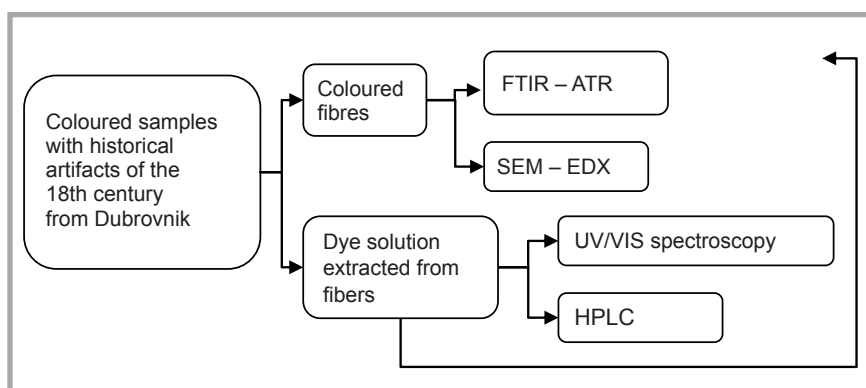 Coloured samples
with historical
artifacts of the
18th century
from Dubrovnik
Coloured
fibres
FTIR – ATR
SEM – EDX
Dye solution
extracted from
fibers
UV/VIS spectroscopy
HPLC